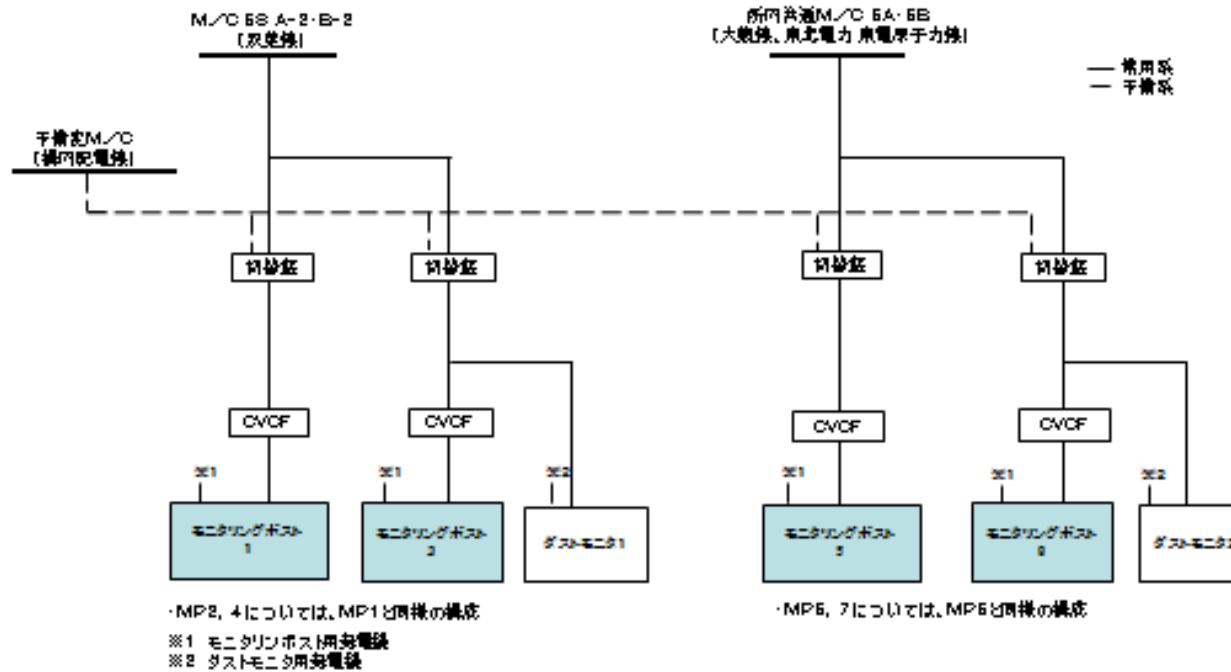 M/C 6S A-2・B-2
[双葉線]
所内共通M/C 6A・6B
[大熊線、東北電力 東電原子力線]
常用系
予備系
予備変M/C
[構内配電線]
切替盤
切替盤
切替盤
切替盤
CVCF
CVCF
CVCF
CVCF
※1
※1
※2
※1
※1
※2
モニタリングポスト
1
モニタリングポスト
ダストモニタ1
モニタリングポスト
5
モニタリングポスト
8
ダストモニタ2
・MP2, 4については、MP1と同様の構成
・MP6, 7については、MP5と同様の構成
※1 モニタリンポスト用発電機
※2 ダストモニタ用発電機